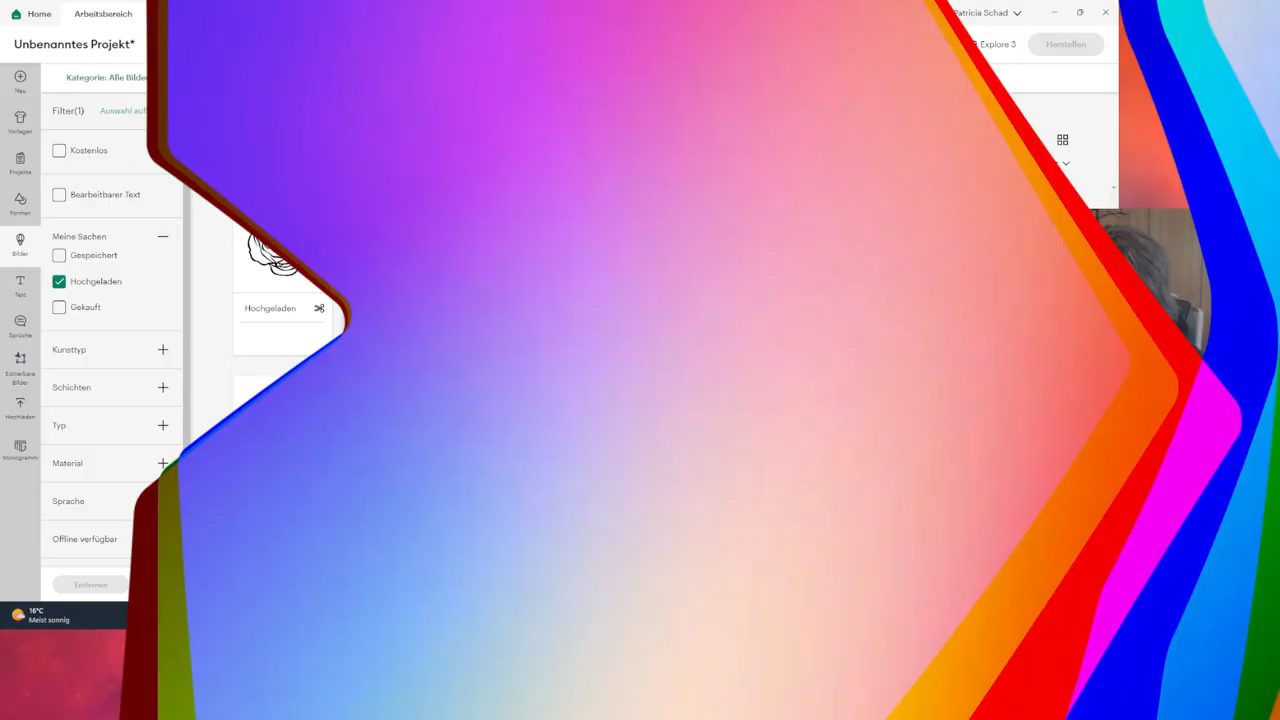 Home
Arbeitsbereich
Patricia Schad
Unbenanntes Projekt*
Explore 3
Herstellen
Neu
Kategorie: Alle Bilder
Filter(1)
Vorlagen
Kostenlos
Projekte
Bearbeitbarer Text
Formen
Meine Sachen
Bilder
Gespeichert
Hochgeladen
Text
Gekauft
Hochgeladen
Sprüche
Kunsttyp
Editierbare
Bilder
Schichten
Hochladen
Typ
Monogramm
Material
Sprache
Offline verfügbar
Entfernen
16°C
Meist sonnig